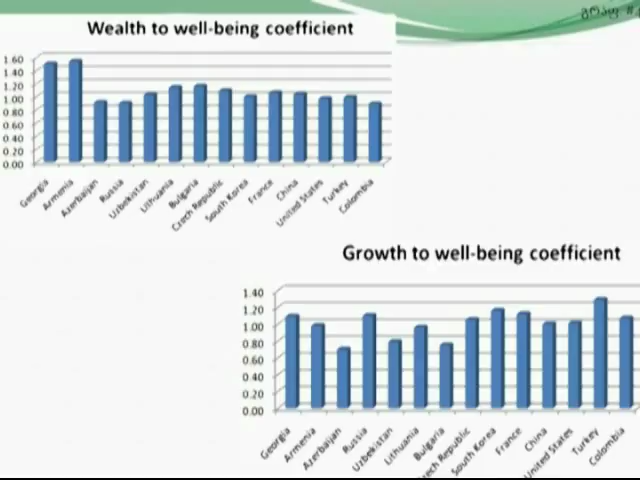 გრაფ. #
Wealth to well-being coefficient
1.60
1.40
1.20
1.00
0.80
0.60
0.40
0.20
0.00
Georgia
Armenia
Azerbaijan
Russia
Uzbekistan
Lithuania
Bulgaria
Czech Republic
South Korea
France
China
United States
Turkey
Colombia
Growth to well-being coefficient
1.40
1.20
1.00
0.80
0.60
0.40
0.20
0.00
Georgia
Armenia
Azerbaijan
Russia
Uzbekistan
Lithuania
Bulgaria
zech Republic
South Korea
France
China
United States
Turkey
Colombia